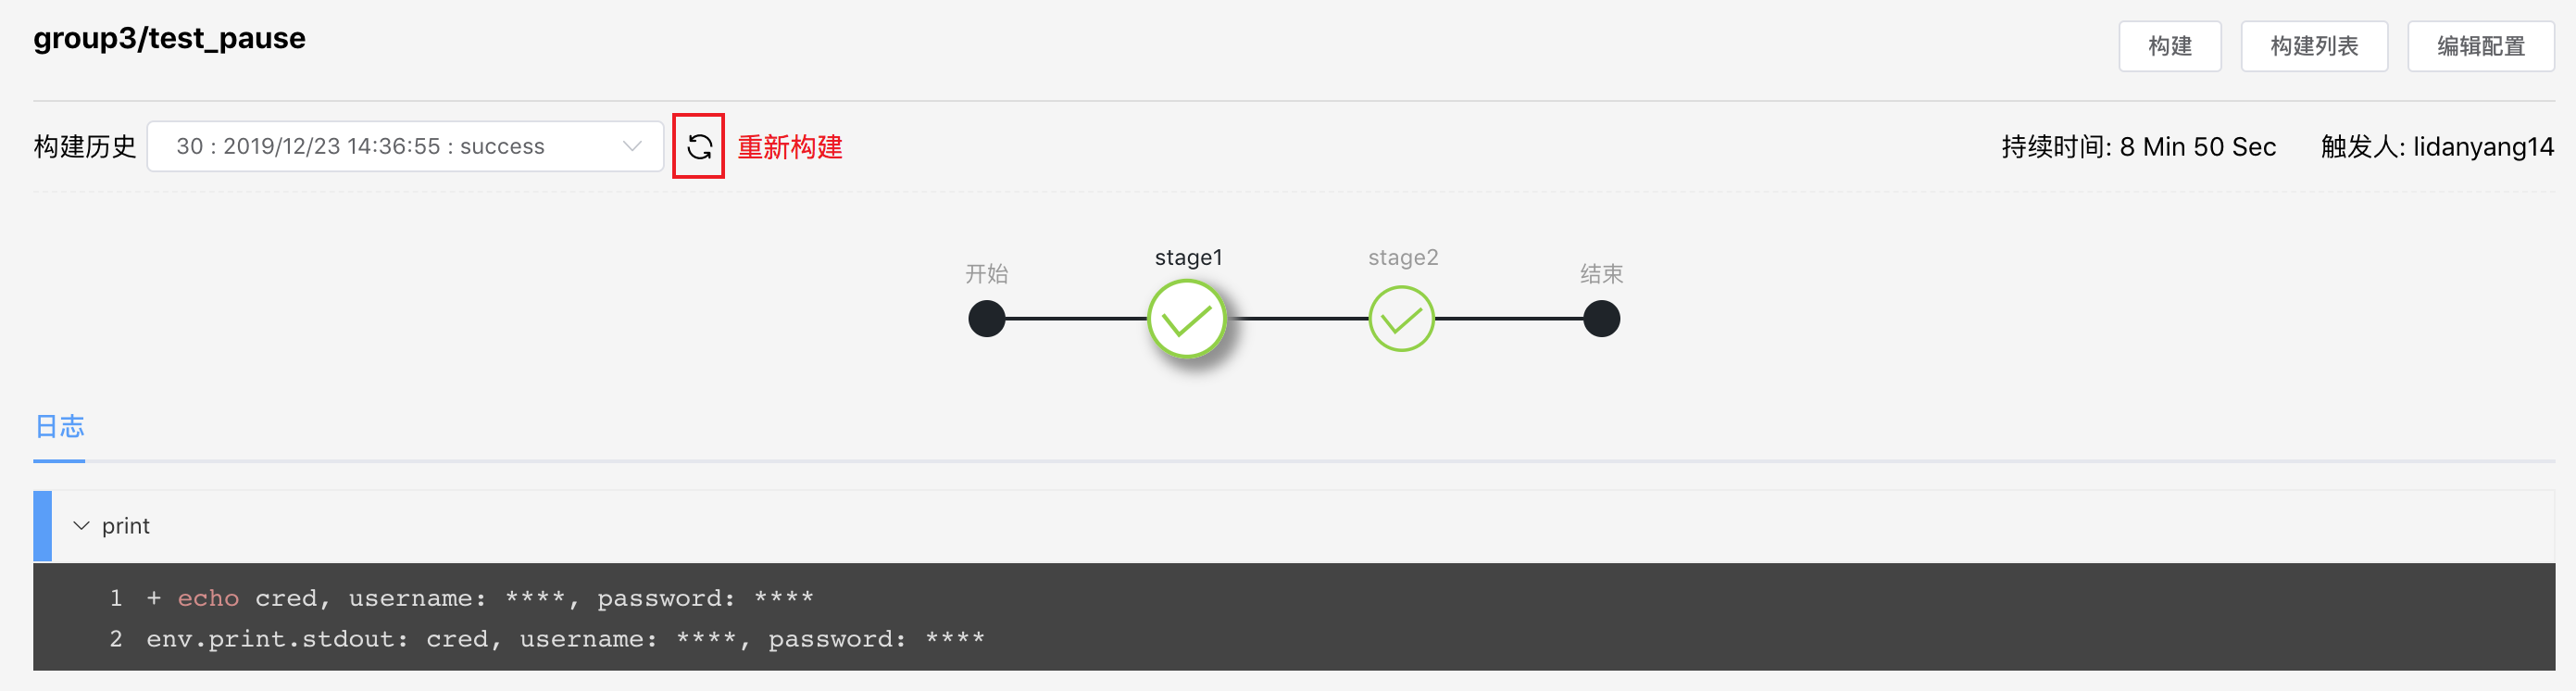 group3/test_pause
构建 构建列表 编辑配置
构建历史 30 : 2019/12/23 14:36:55 : success 重新构建 持续时间: 8 Min 50 Sec 触发人: lidanyang14
开始 stage1 stage2 结束
日志
print
1 + echo cred, username: ****, password: ****
2 env.print.stdout: cred, username: ****, password: ****